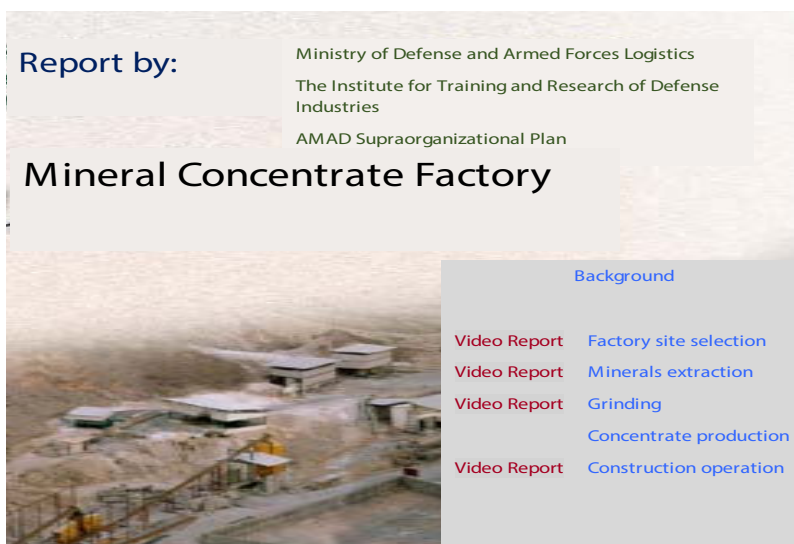 Report by:
Ministry of Defense and Armed Forces Logistics
The Institute for Training and Research of Defense
Industries
AMAD Supraorganizational Plan
Mineral Concentrate Factory
Background
Video Report Factory site selection
Video Report Minerals extraction
Video Report Grinding
Concentrate production
Video Report Construction operation